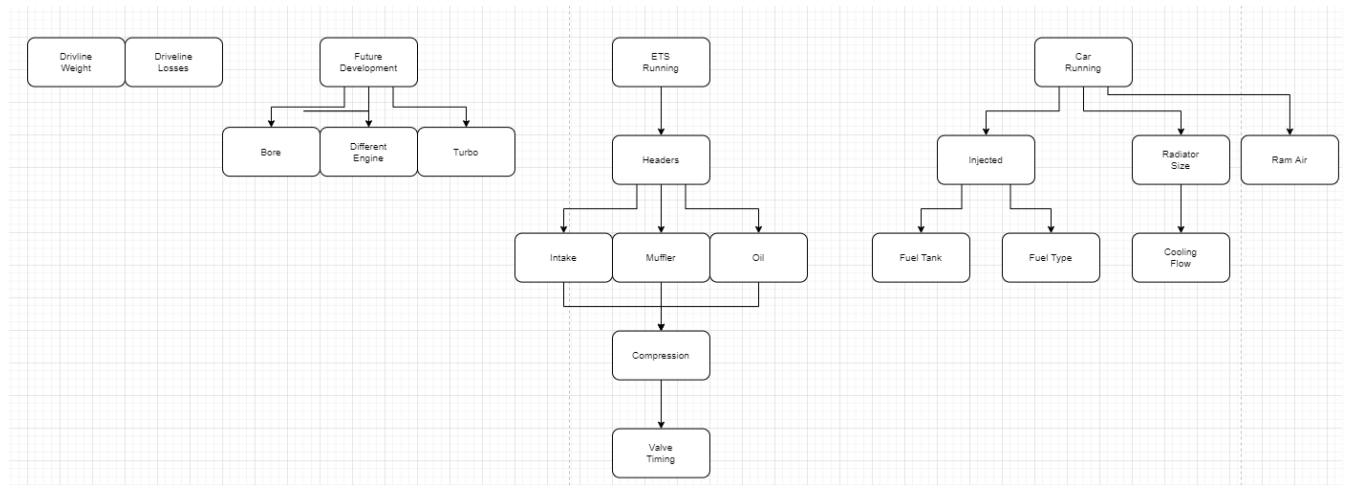 Drivline
Weight
Driveline
Losses
Future
Development
ETS
Running
Car
Running
Bore
Different
Engine
Turbo
Headers
Injected
Radiator
Size
Ram Air
Intake
Muffler
Oil
Fuel Tank
Fuel Type
Cooling
Flow
Compression
Valve
Timing